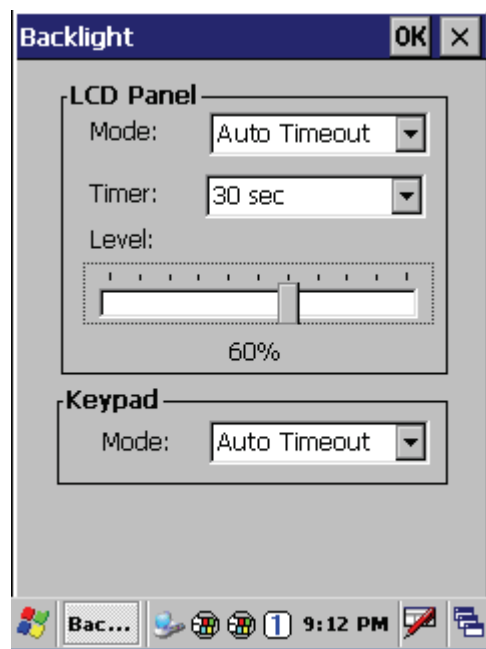 Backlight OK ×
LCD Panel
Mode: Auto Timeout
Timer: 30 sec
Level:
60%
Keypad
Mode: Auto Timeout
Bac... 1 9:12 PM